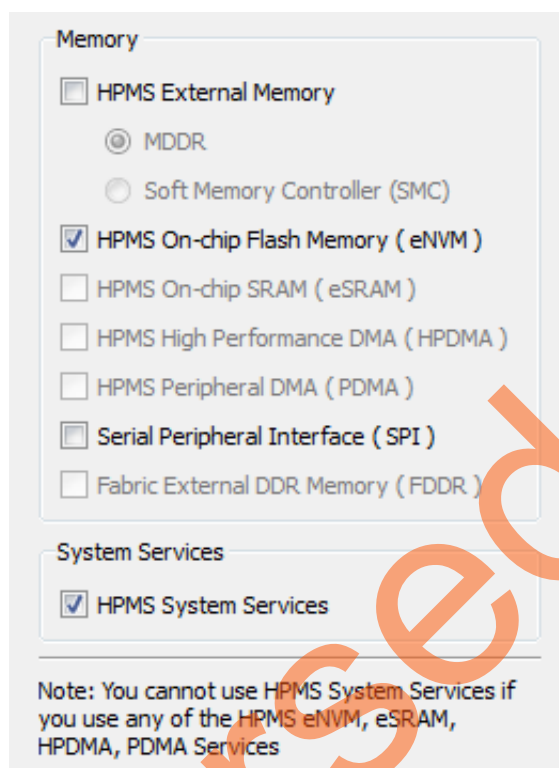 Memory
HPMS External Memory
MDDR
Soft Memory Controller (SMC)
HPMS On-chip Flash Memory ( eNVM )
HPMS On-chip SRAM ( eSRAM )
HPMS High Performance DMA ( HPDMA )
HPMS Peripheral DMA ( PDMA )
Serial Peripheral Interface ( SPI )
Fabric External DDR Memory ( FDDR )
System Services
HPMS System Services
Note: You cannot use HPMS System Services if
you use any of the HPMS eNVM, eSRAM,
HPDMA, PDMA Services
rsed